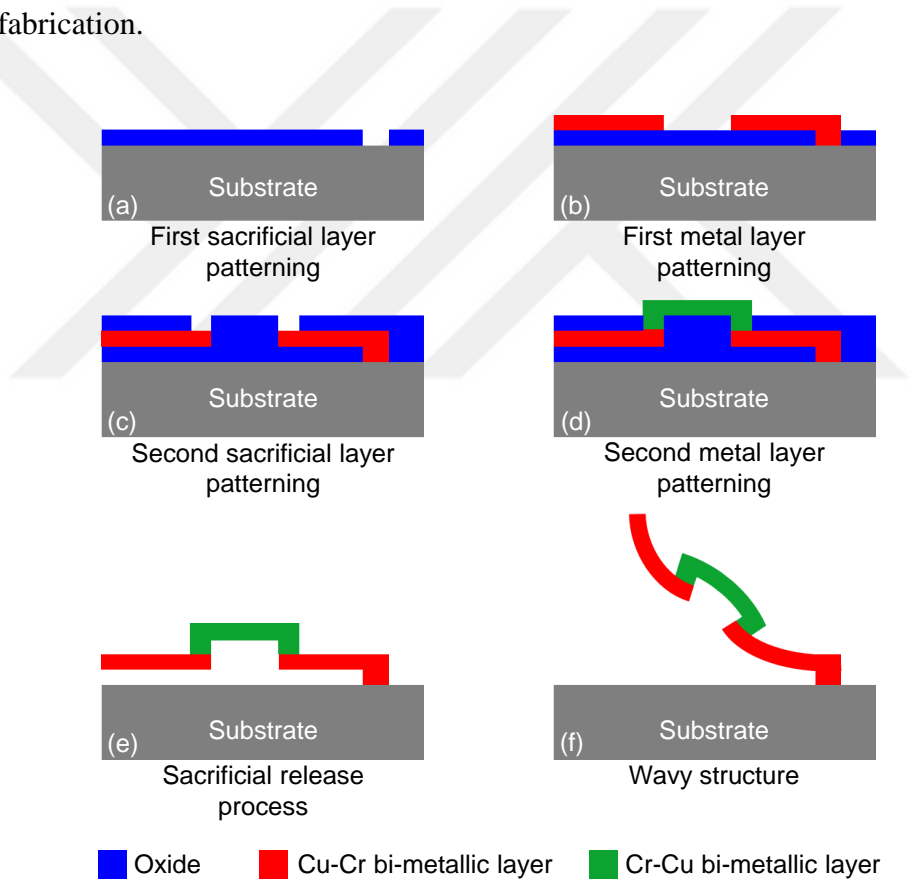 fabrication.
Substrate
(a)
First sacrificial layer
patterning
Substrate
(b)
First metal layer
patterning
Substrate
(c)
Second sacrificial layer
patterning
Substrate
(d)
Second metal layer
patterning
Substrate
(e)
Sacrificial release
process
Substrate
(f)
Wavy structure
Oxide
Cu-Cr bi-metallic layer
Cr-Cu bi-metallic layer